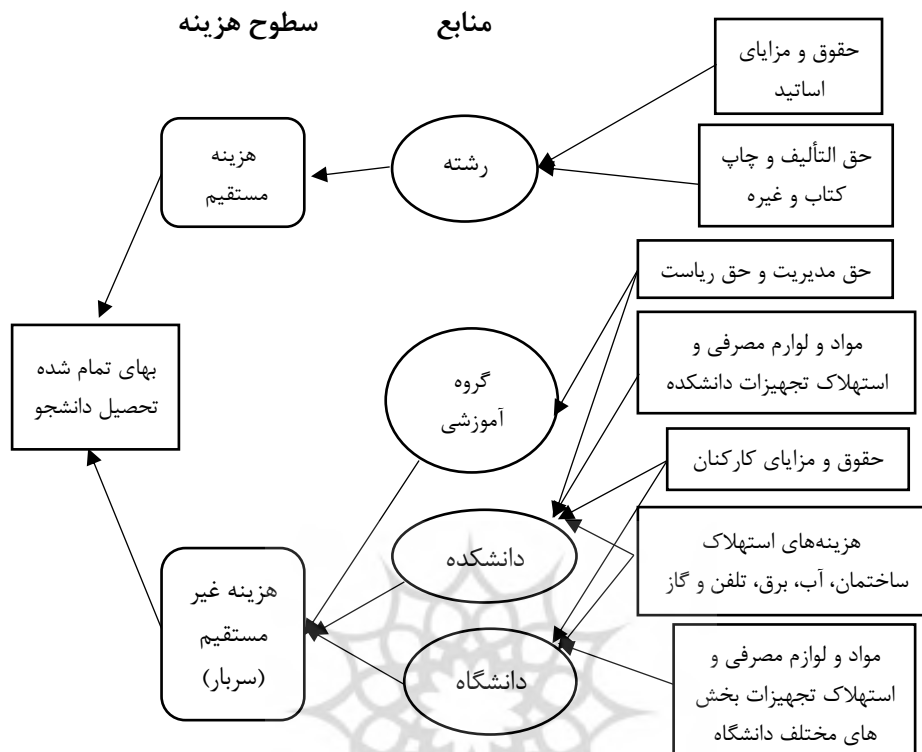 منابع
سطوح هزینه
حقوق و مزایای
اساتید
حق التألیف و چاپ
کتاب و غیره
رشته
هزینه
مستقیم
حق مدیریت و حق ریاست
مواد و لوارم مصرفی و
استهلاک تجهیزات دانشکده
گروه
آموزشی
بهای تمام شده
تحصیل دانشجو
حقوق و مزایای کارکنان
هزینه‌های استهلاک
ساختمان، آب، برق، تلفن و گاز
دانشکده
هزینه غیر
مستقیم
(سربار)
مواد و لوازم مصرفی و
استهلاک تجهیزات بخش
های مختلف دانشگاه
دانشگاه